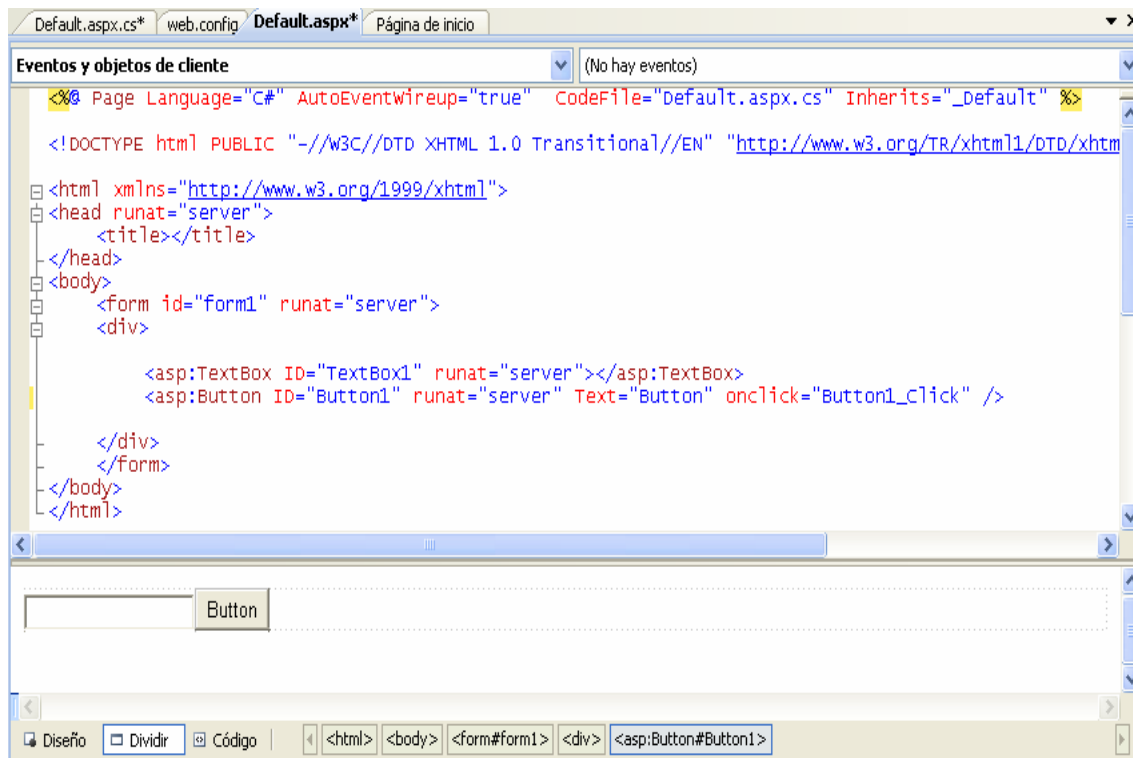 Default.aspx.cs* web.config Default.aspx* Página de inicio
Eventos y objetos de cliente (No hay eventos)
<%@ Page Language="C#" AutoEventWireup="true" CodeFile="Default.aspx.cs" Inherits="_Default" %>
<!DOCTYPE html PUBLIC "-//W3C//DTD XHTML 1.0 Transitional//EN" "http://www.w3.org/TR/xhtml1/DTD/xhtm
<html xmlns="http://www.w3.org/1999/xhtml">
<head runat="server">
<title></title>
</head>
<body>
<form id="form1" runat="server">
<div>
<asp:TextBox ID="TextBox1" runat="server"></asp:TextBox>
<asp:Button ID="Button1" runat="server" Text="Button" onclick="Button1_Click" />
</div>
</form>
</body>
</html>
Button
Diseño Dividir Código <html> <body> <form#form1> <div> <asp:Button#Button1>